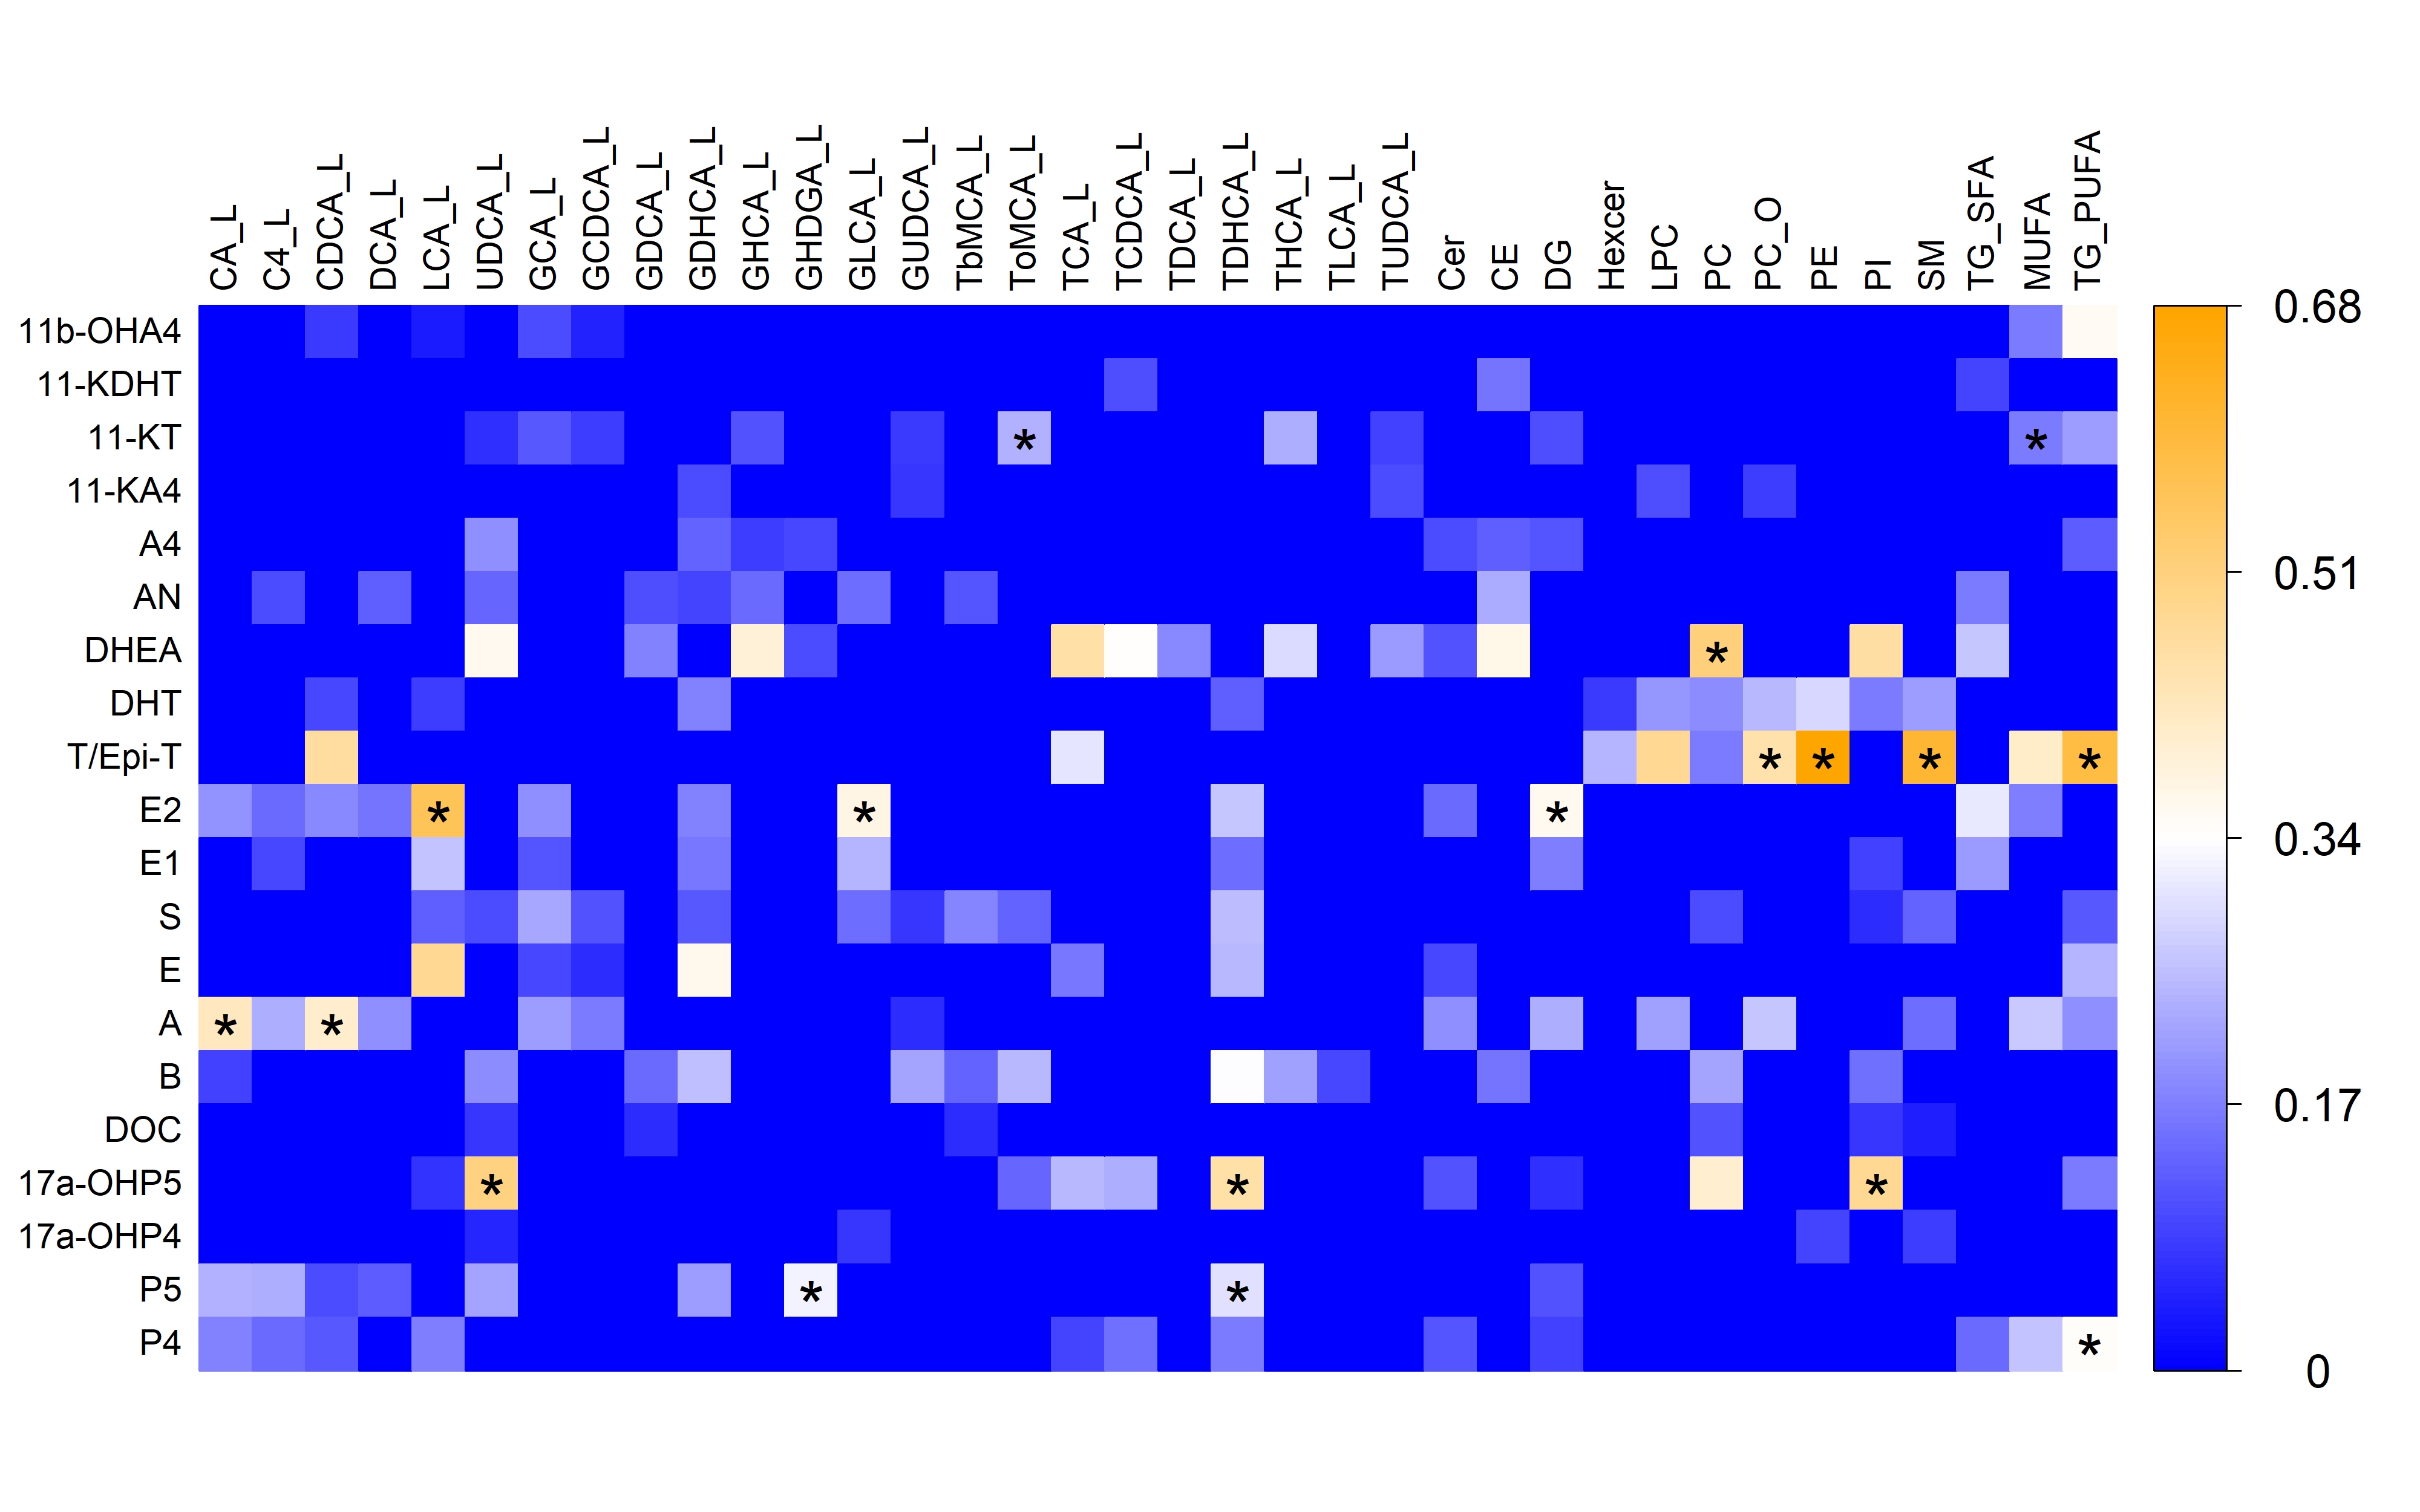 CA_L
C4_L
CDCA_L
DCA_L
LCA_L
UDCA_L
GCA_L
GCDCA_L
GDCA_L
GDHCA_L
GHCA_L
GHDGA_L
GLCA_L
GUDCA_L
TbMCA_L
ToMCA_L
TCA_L
TCDCA_L
TDCA_L
TDHCA_L
THCA_L
TLCA_L
TUDCA_L
Cer
CE
DG
Hexcer
LPC
PC
PC_O
PE
PI
SM
TG_SFA
MUFA
TG_PUFA
11b-OHA4
11-KDHT
11-KT
* *
11-KA4
A4
AN
DHEA
*
DHT
T/Epi-T
* * * *
E2
* * *
E1
S
E
A
* *
B
DOC
17a-OHP5
* * *
17a-OHP4
P5
* *
P4
*
0.68
0.51
0.34
0.17
0